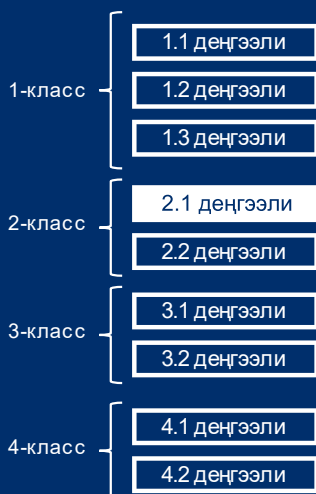 1-класс
1.1 деңгээли
1.2 деңгээли
1.3 деңгээли
2-класс
2.1 деңгээли
2.2 деңгээли
3-класс
3.1 деңгээли
3.2 деңгээли
4-класс
4.1 деңгээли
4.2 деңгээли